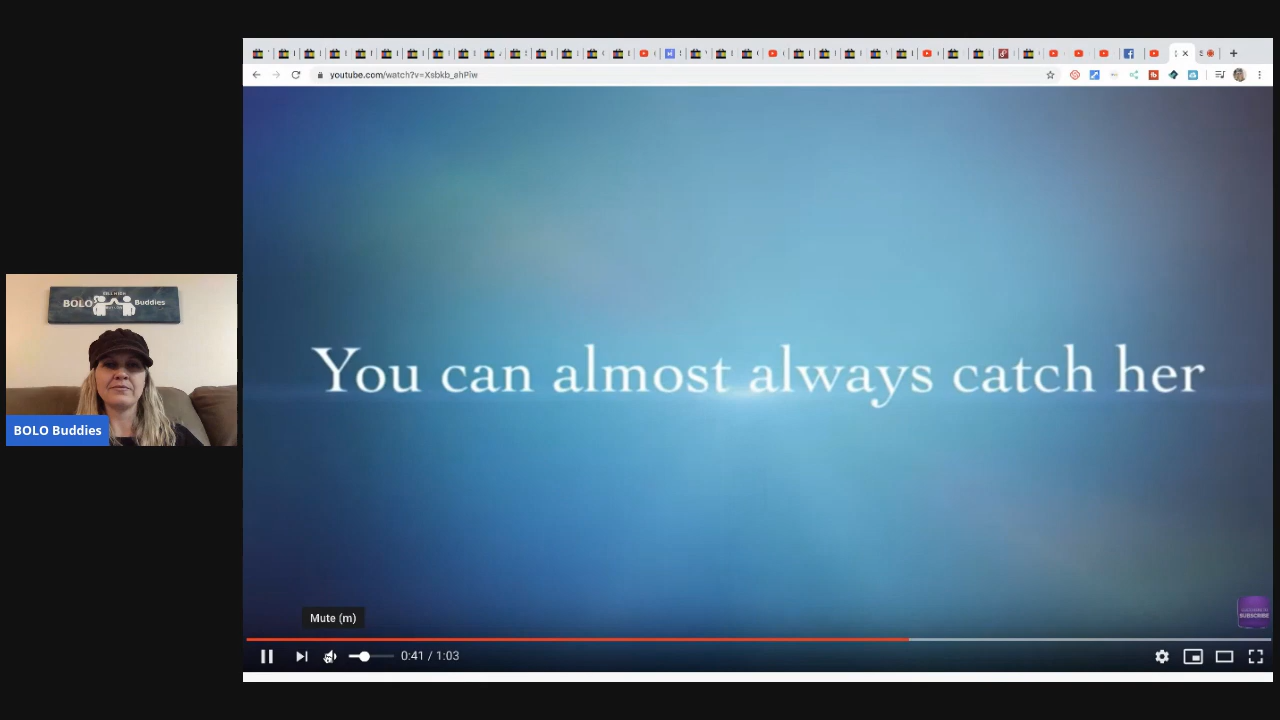 youtube.com/watch?v=Xsbkb_ahPiw
BOLO Buddies
BOLO Buddies
You can almost always catch her
SUBSCRIBE
Mute (m)
0:41 / 1:03